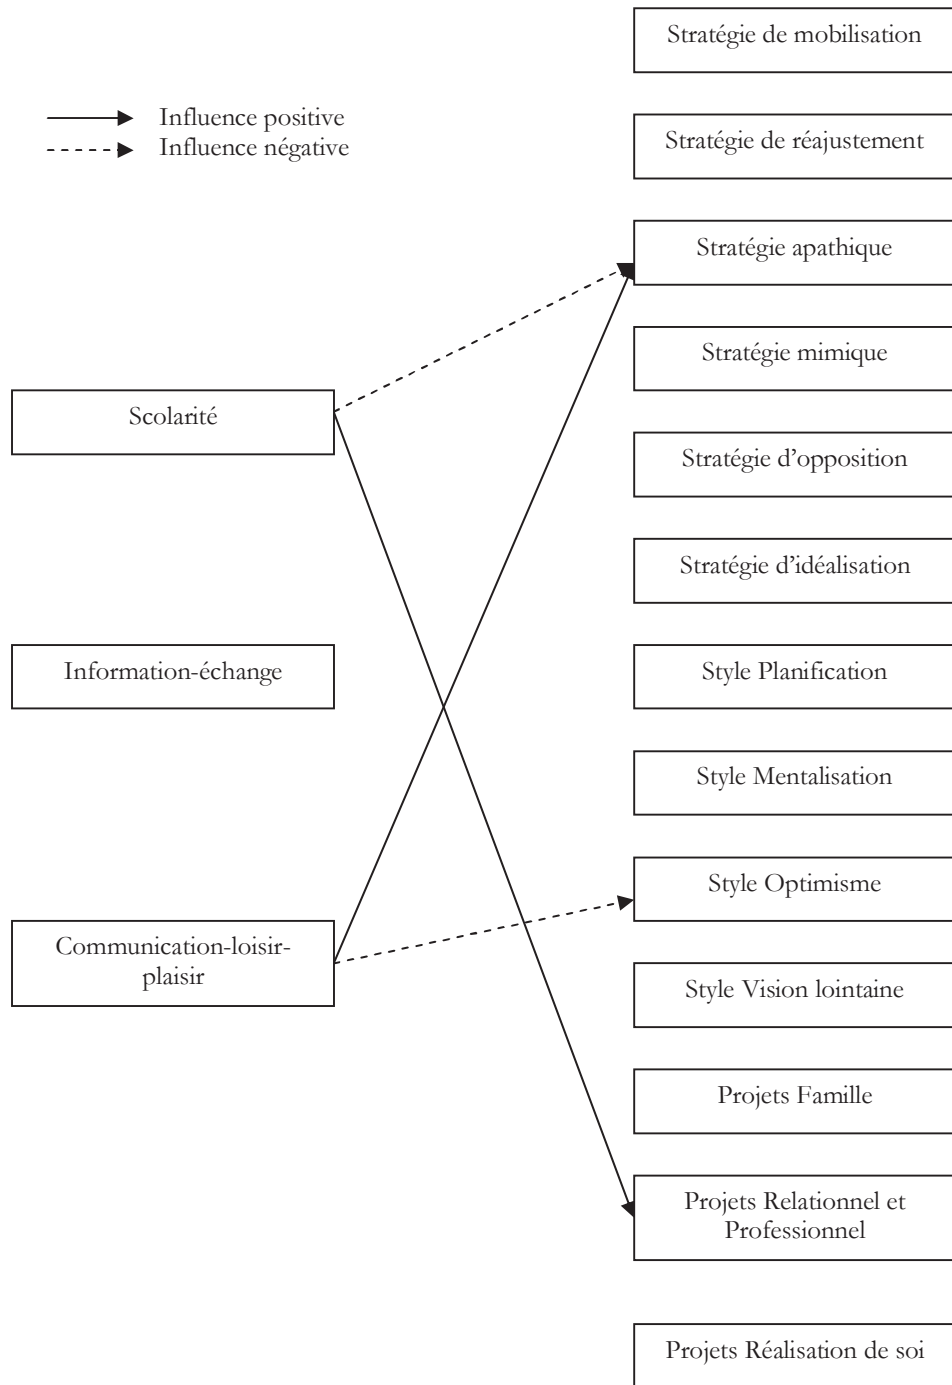 Stratégie de mobilisation
Influence positive
Influence négative
Stratégie de réajustement
Stratégie apathique
Stratégie mimique
Scolarité
Stratégie d’opposition
Stratégie d’idéalisation
Information-échange
Style Planification
Style Mentalisation
Style Optimisme
Communication-loisir-
plaisir
Style Vision lointaine
Projets Famille
Projets Relationnel et
Professionnel
Projets Réalisation de soi